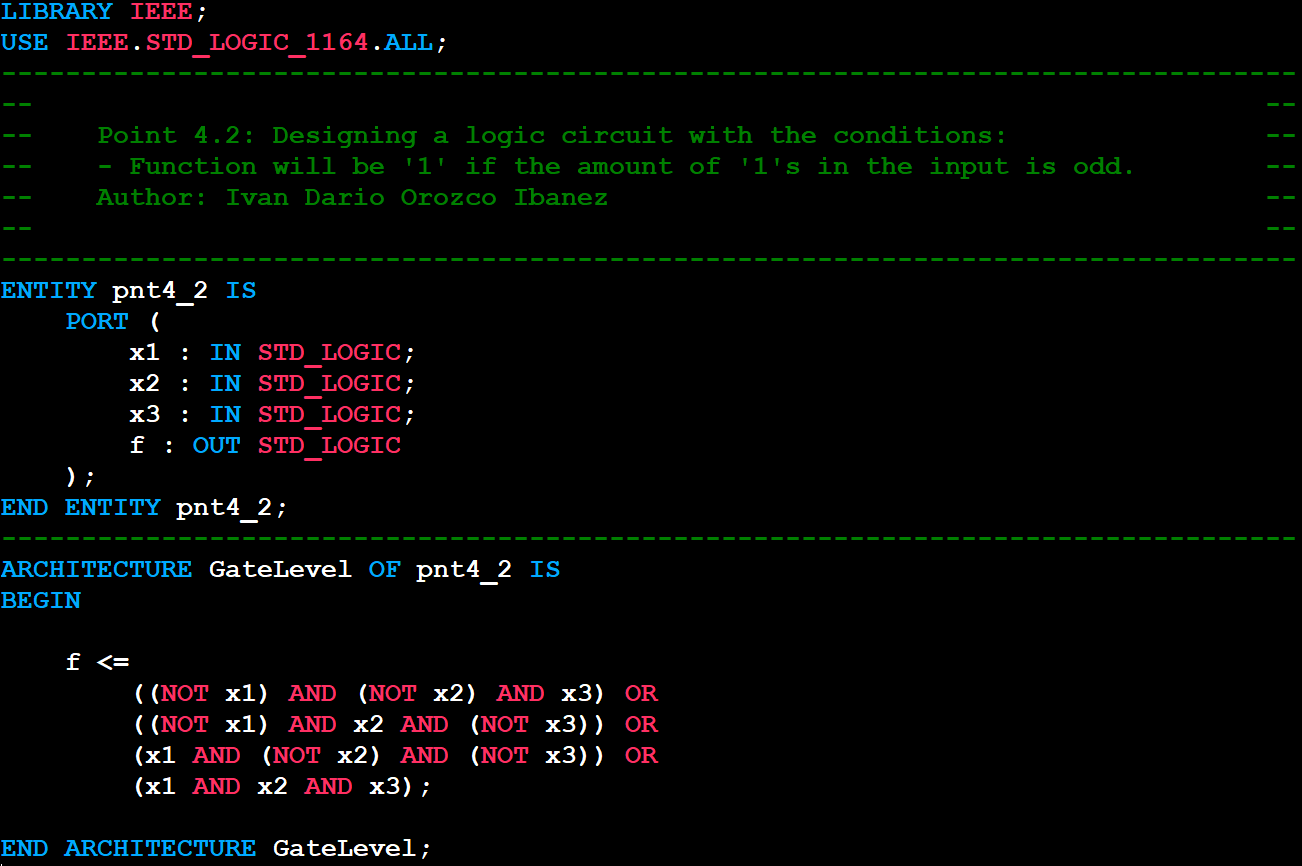 LIBRARY IEEE;
USE IEEE.STD_LOGIC_1164.ALL;
---------------------------------------------------------------------------------
--                                                                             --
--    Point 4.2: Designing a logic circuit with the conditions:                --
--    - Function will be '1' if the amount of '1's in the input is odd.        --
--    Author: Ivan Dario Orozco Ibanez                                         --
--                                                                             --
---------------------------------------------------------------------------------
ENTITY pnt4_2 IS
    PORT (
        x1 : IN STD_LOGIC;
        x2 : IN STD_LOGIC;
        x3 : IN STD_LOGIC;
        f : OUT STD_LOGIC
    );
END ENTITY pnt4_2;
---------------------------------------------------------------------------------
ARCHITECTURE GateLevel OF pnt4_2 IS
BEGIN

    f <=
        ((NOT x1) AND (NOT x2) AND x3) OR
        ((NOT x1) AND x2 AND (NOT x3)) OR
        (x1 AND (NOT x2) AND (NOT x3)) OR
        (x1 AND x2 AND x3);

END ARCHITECTURE GateLevel;